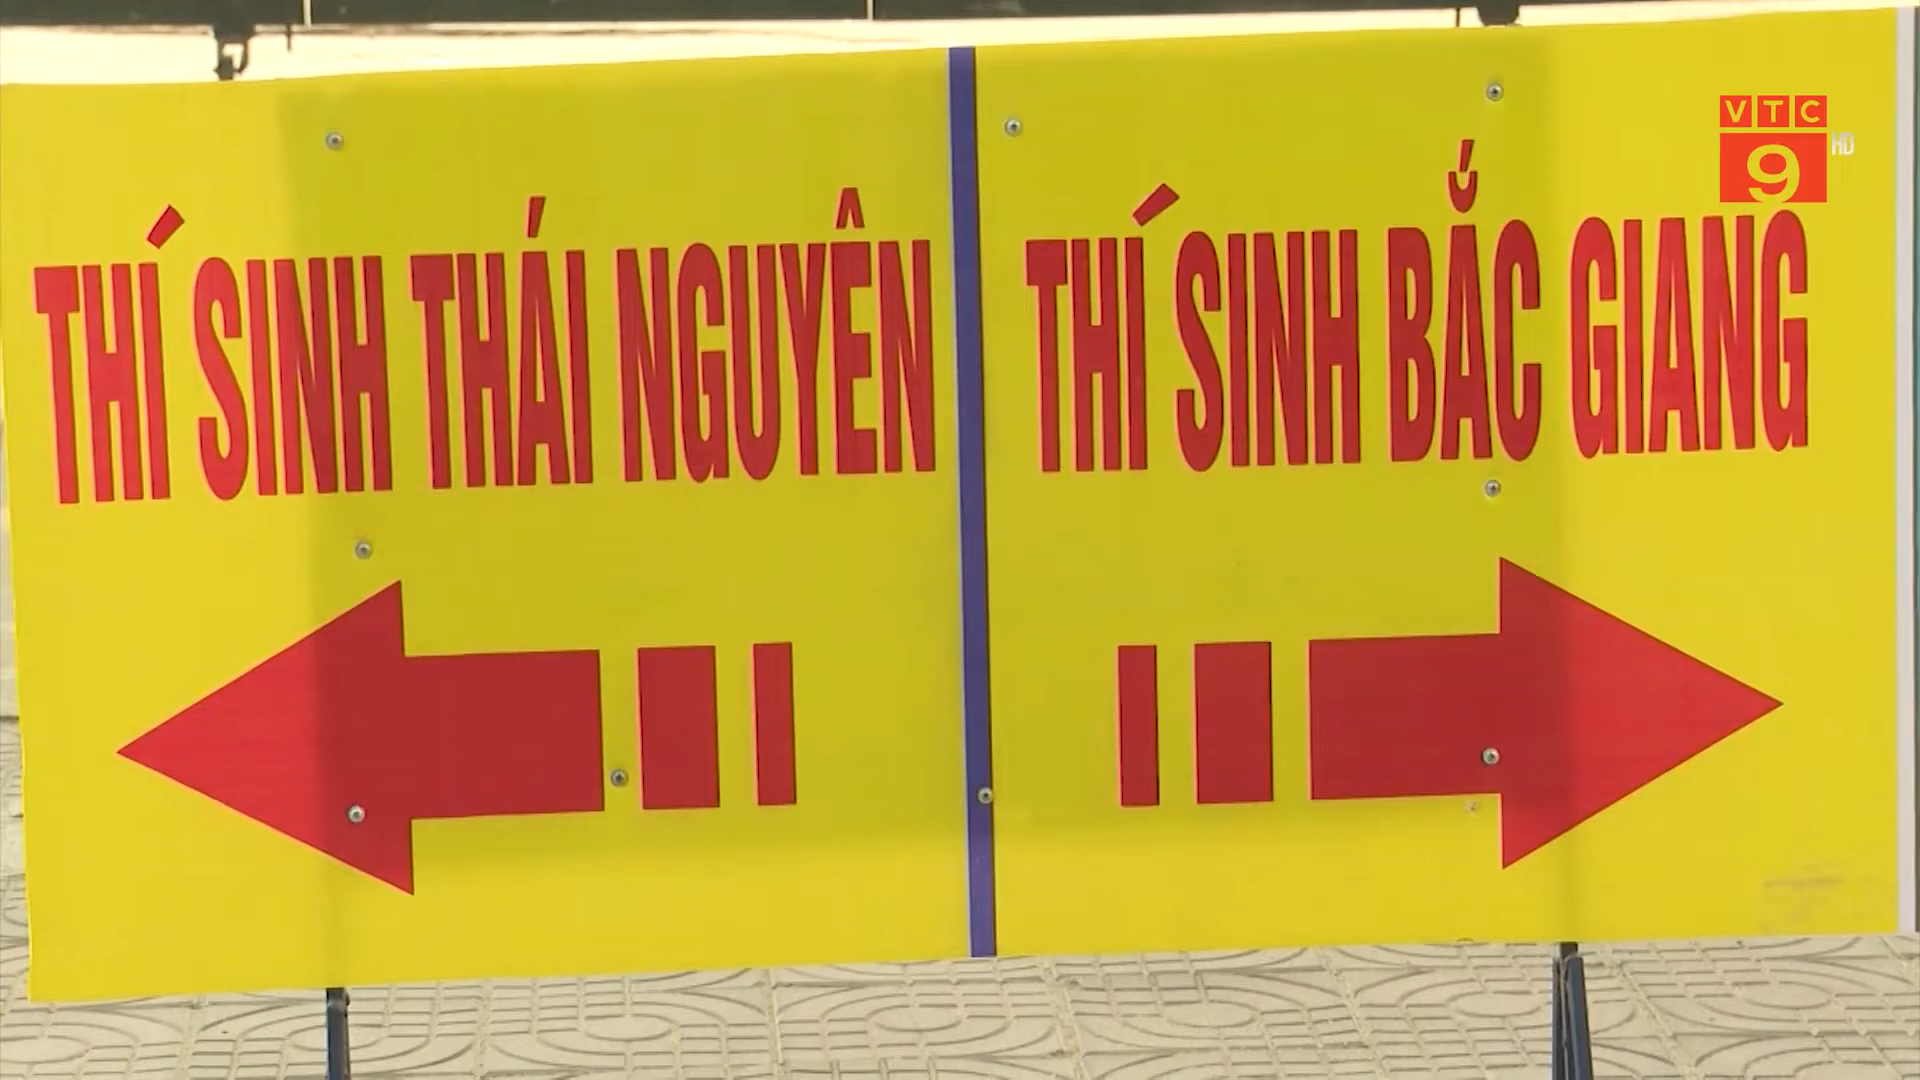 THÍ SINH THÁI NGUYÊN
THÍ SINH BẮC GIANG
VTC
9 HD